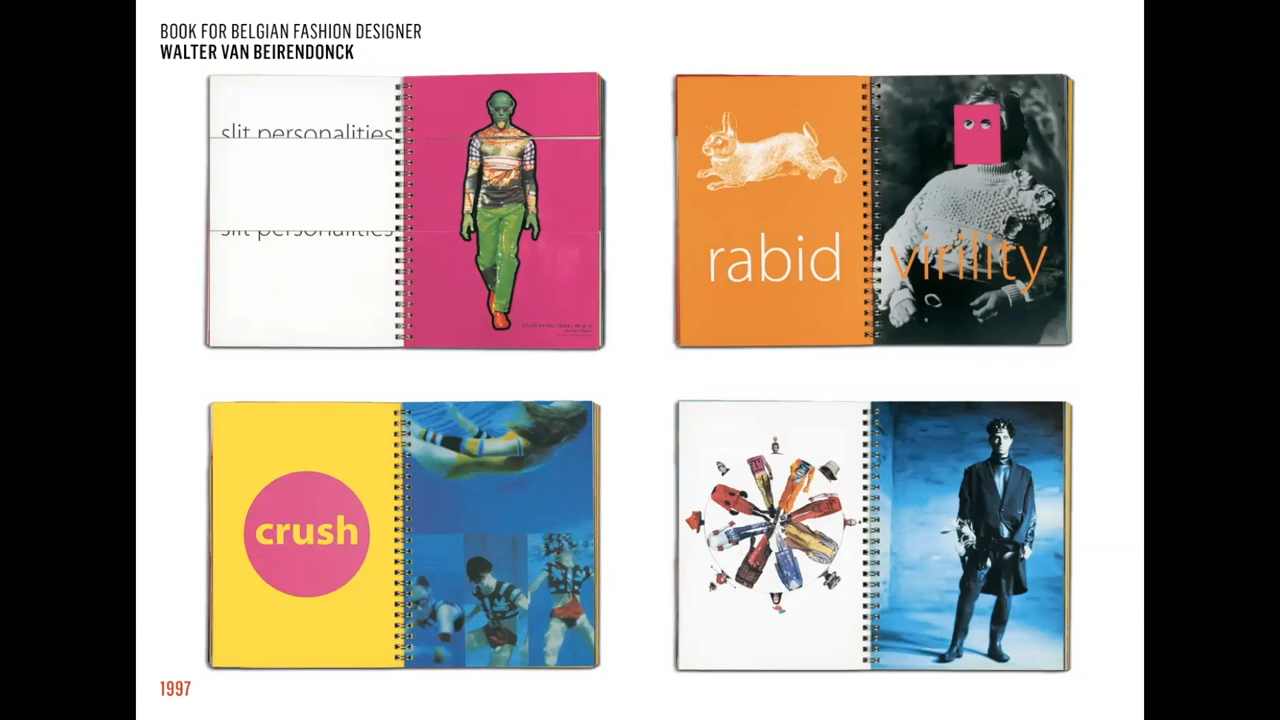 BOOK FOR BELGIAN FASHION DESIGNER
WALTER VAN BEIRENDONCK
slit personalities
slit personalities
rabid
virility
crush
1997